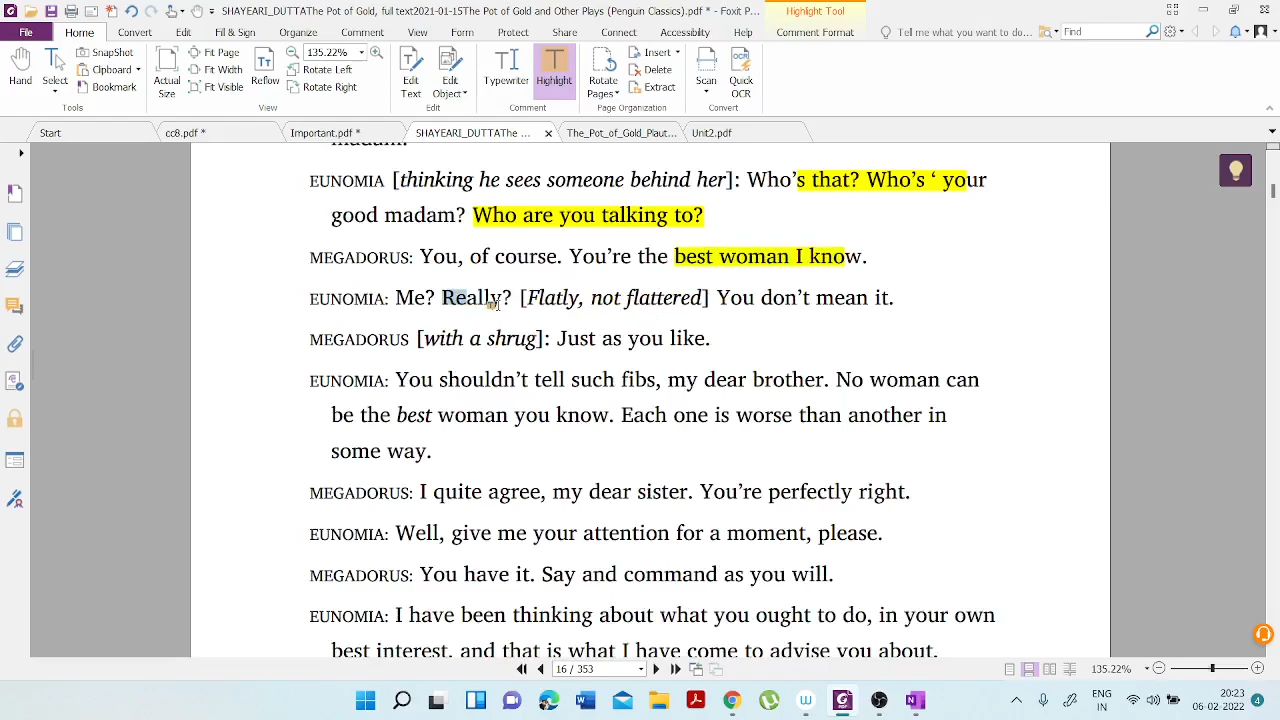 SHAYEARI_DUTTAThe Pot of Gold, full text2021-10-15The Pot of Gold and Other Plays (Penguin Classics).pdf * - Foxit P... Highlight Tool
File Home Convert Edit Fill & Sign Organize Comment View Form Protect Share Connect Accessibility Help Comment Format Tell me what you want to do... Find
Hand Select SnapShot Clipboard Bookmark Actual Size Fit Page Fit Width Fit Visible Reflow 135.22% Rotate Left Rotate Right Edit Text Edit Object Typewriter Highlight Rotate Pages Insert Delete Extract Scan Quick OCR
Tools View Edit Comment Page Organization Convert
Start cc8.pdf * Important.pdf * SHAYEARI_DUTTAThe ... The_Pot_of_Gold_Plaut... Unit2.pdf
madam.
EUNOMIA [thinking he sees someone behind her]: Who's that? Who's ‘ your
good madam? Who are you talking to?
MEGADORUS: You, of course. You’re the best woman I know.
EUNOMIA: Me? Really? [Flatly, not flattered] You don’t mean it.
MEGADORUS [with a shrug]: Just as you like.
EUNOMIA: You shouldn’t tell such fibs, my dear brother. No woman can
be the best woman you know. Each one is worse than another in
some way.
MEGADORUS: I quite agree, my dear sister. You’re perfectly right.
EUNOMIA: Well, give me your attention for a moment, please.
MEGADORUS: You have it. Say and command as you will.
EUNOMIA: I have been thinking about what you ought to do, in your own
best interest, and that is what I have come to advise you about.
16 / 353 135.22%
ENG 20:23
IN 06-02-2022 4